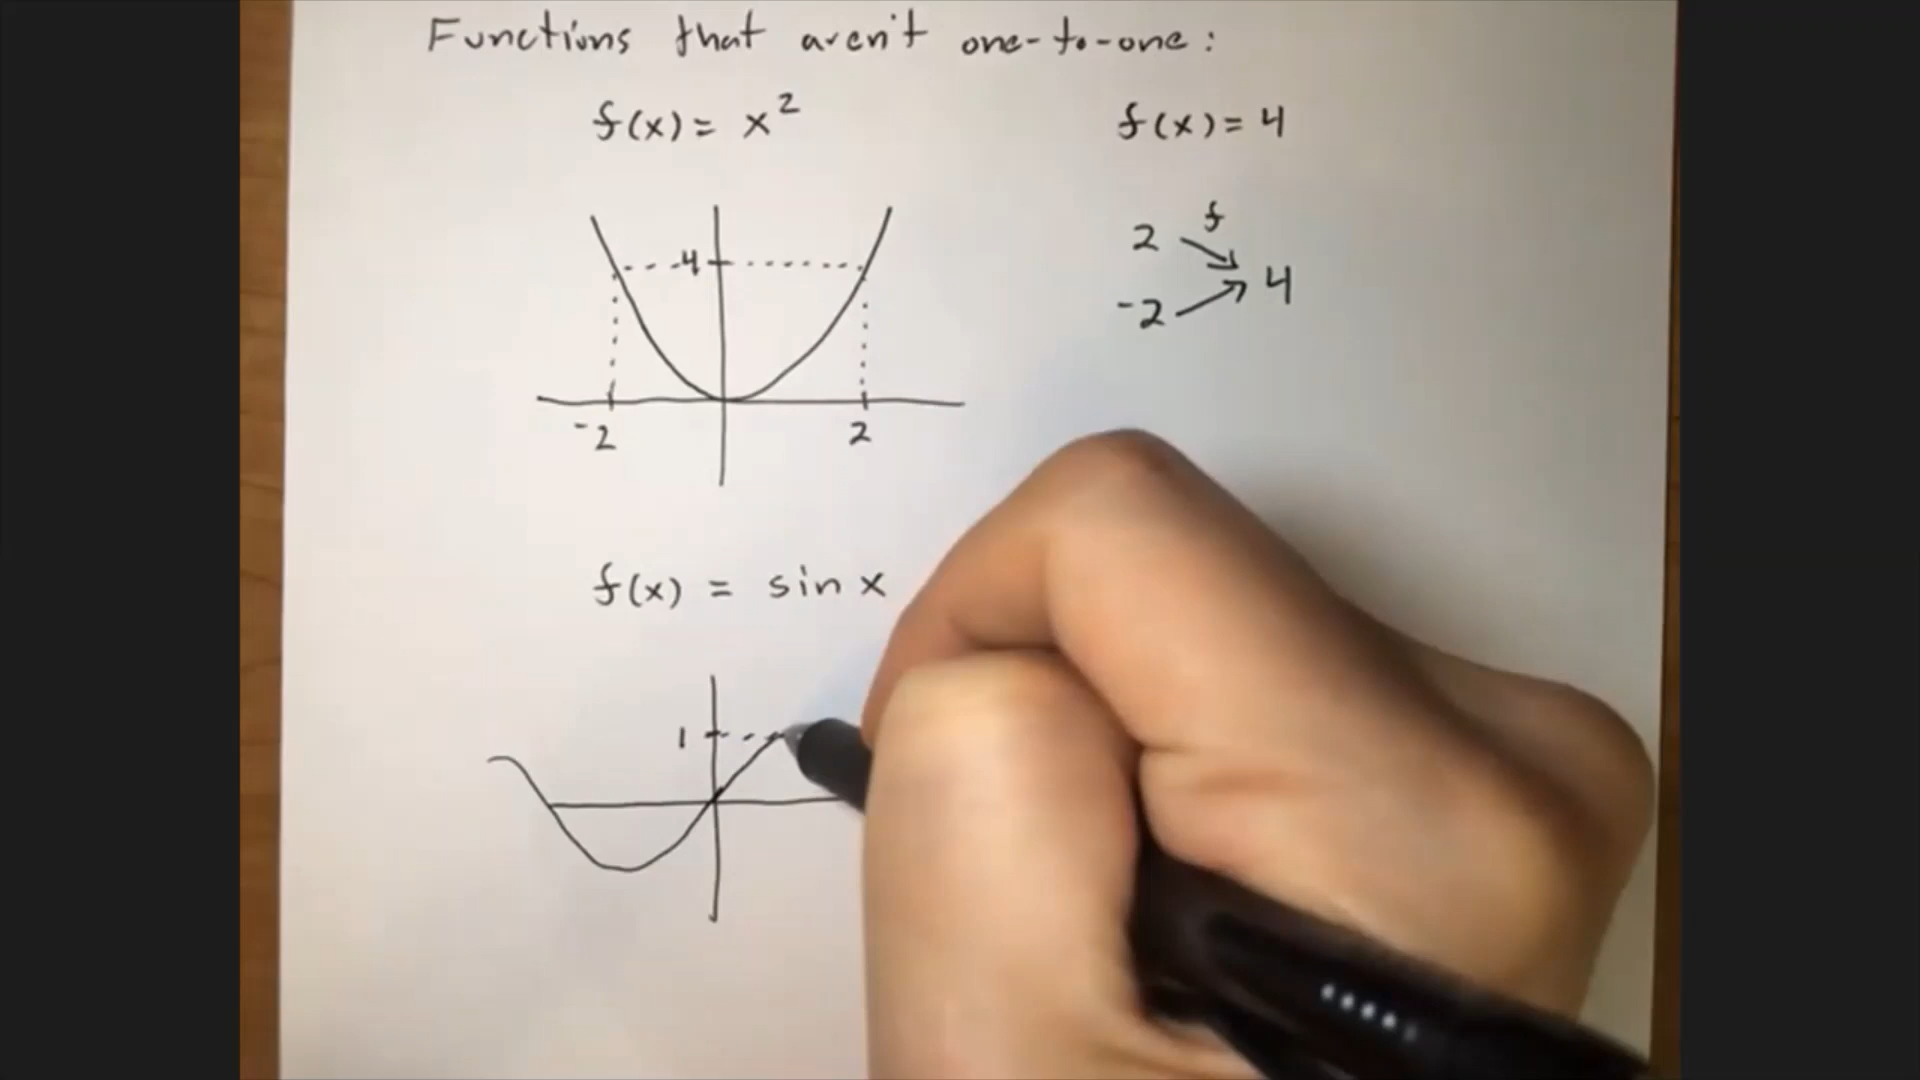 Functions that aren't one-to-one:
f(x) = x²
f(x) = 4
4
-2
2
2
f
-2
4
f(x) = sin x
1